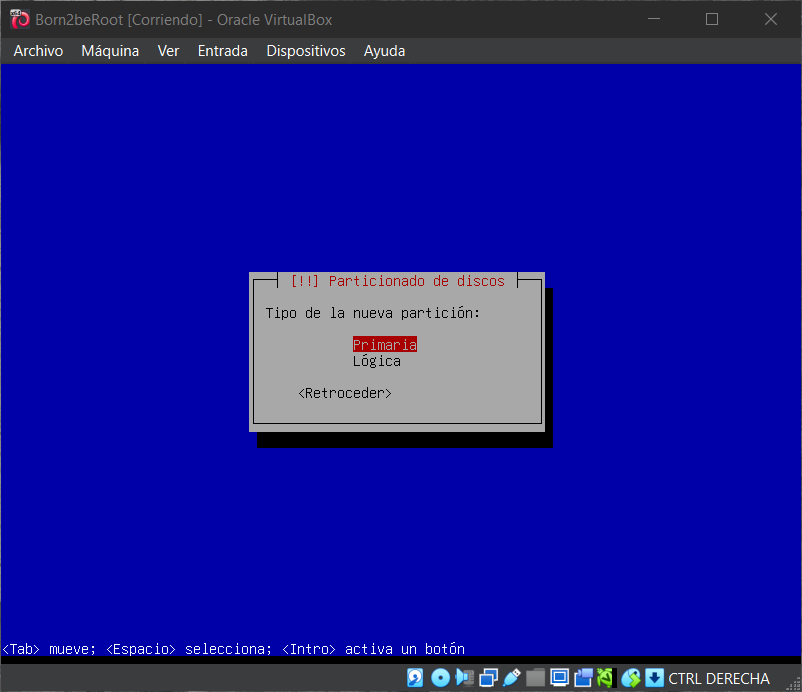 Born2beRoot [Corriendo] - Oracle VirtualBox
Archivo Máquina Ver Entrada Dispositivos Ayuda
[!!] Particionado de discos
Tipo de la nueva partición:
Primaria
Lógica
<Retroceder>
<Tab> mueve; <Espacio> selecciona; <Intro> activa un botón
CTRL DERECHA